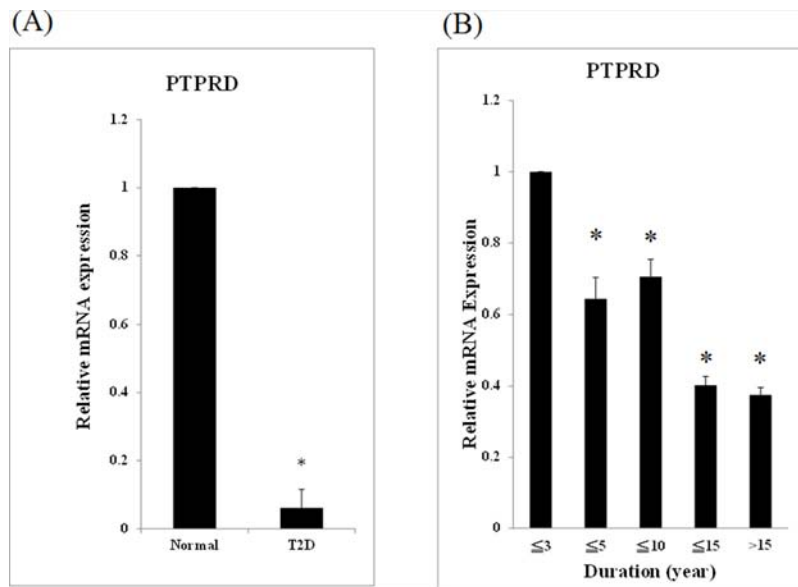 (A)
PTPRD
Relative mRNA expression
1.2
1
0.8
0.6
0.4
0.2
0
*
Normal T2D
(B)
PTPRD
Relative mRNA Expression
1.2
1
0.8
0.6
0.4
0.2
0
* * * *
≦3 ≦5 ≦10 ≦15 >15
Duration (year)